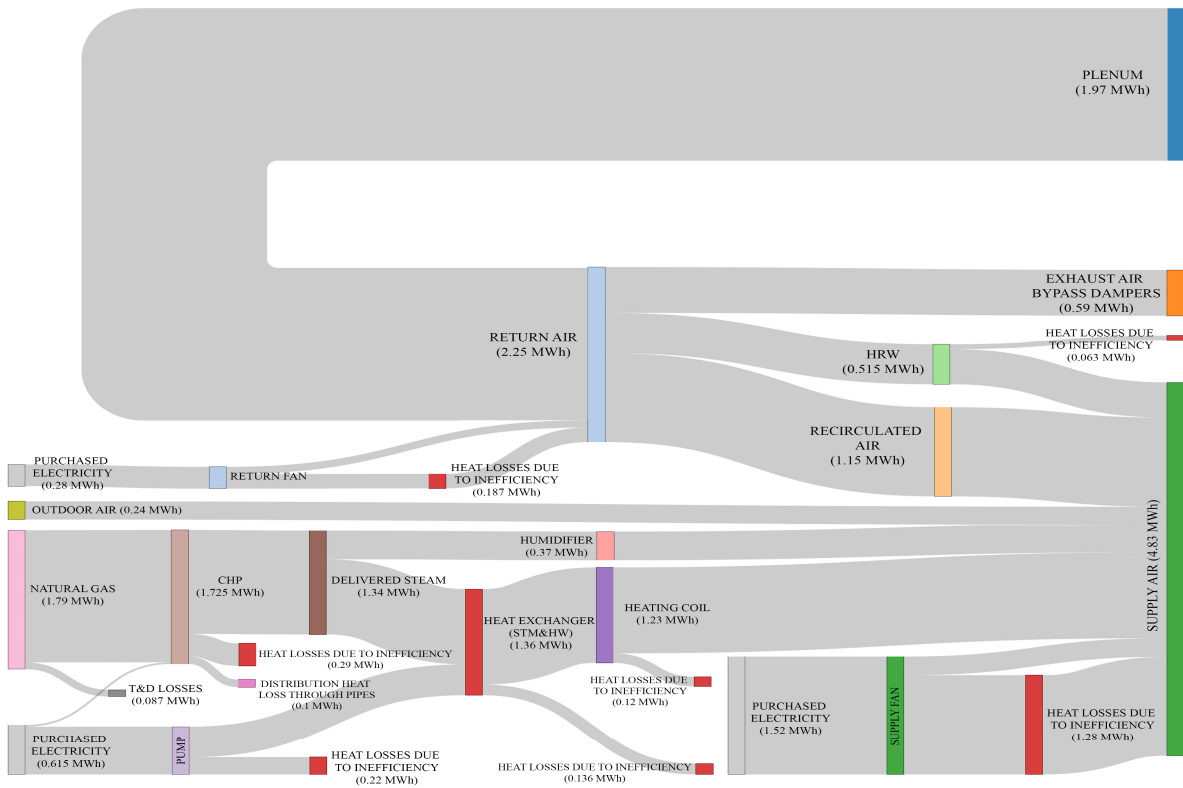 PLENUM
(1.97 MWh)
EXHAUST AIR
BYPASS DAMPERS
(0.59 MWh)
RETURN AIR
(2.25 MWh)
HEAT LOSSES DUE
TO INEFFICIENCY
(0.063 MWh)
HRW
(0.515 MWh)
RECIRCULATED
AIR
(1.15 MWh)
PURCHASED
ELECTRICITY
(0.28 MWh)
RETURN FAN
HEAT LOSSES DUE
TO INEFFICIENCY
(0.187 MWh)
OUTDOOR AIR (0.24 MWh)
SUPPLY AIR (4.83 MWh)
HUMIDIFIER
(0.37 MWh)
NATURAL GAS
(1.79 MWh)
CHP
(1.725 MWh)
DELIVERED STEAM
(1.34 MWh)
HEAT EXCHANGER
(STM&HW)
(1.36 MWh)
HEATING COIL
(1.23 MWh)
HEAT LOSSES DUE TO INEFFICIENCY
(0.29 MWh)
T&D LOSSES
(0.087 MWh)
DISTRIBUTION HEAT
LOSS THROUGH PIPES
(0.1 MWh)
HEAT LOSSES DUE
TO INEFFICIENCY
(0.12 MWh)
PURCHASED
ELECTRICITY
(1.52 MWh)
SUPPLY FAN
HEAT LOSSES DUE
TO INEFFICIENCY
(1.28 MWh)
PURCHASED
ELECTRICITY
(0.615 MWh)
PUMP
HEAT LOSSES DUE
TO INEFFICIENCY
(0.22 MWh)
HEAT LOSSES DUE TO INEFFICIENCY
(0.136 MWh)